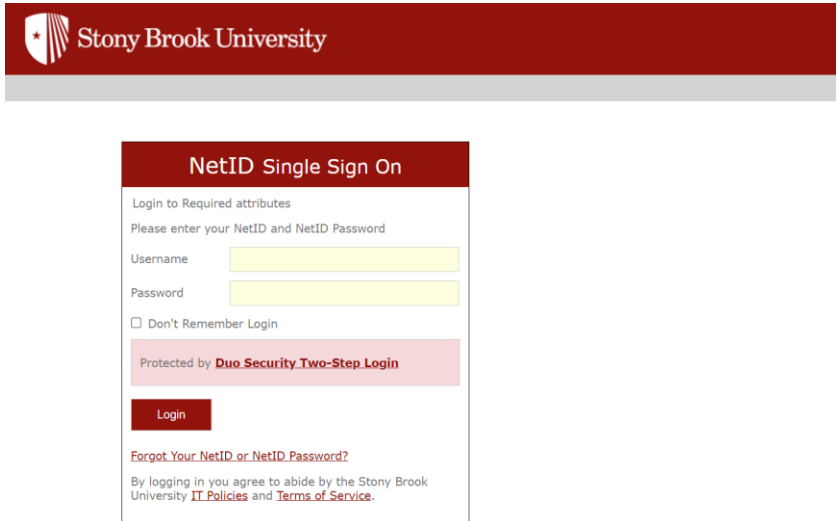 Stony Brook University
NetID Single Sign On
Login to Required attributes
Please enter your NetID and NetID Password
Username
Password
Don't Remember Login
Protected by Duo Security Two-Step Login
Login
Forgot Your NetID or NetID Password?
By logging in you agree to abide by the Stony Brook
University IT Policies and Terms of Service.